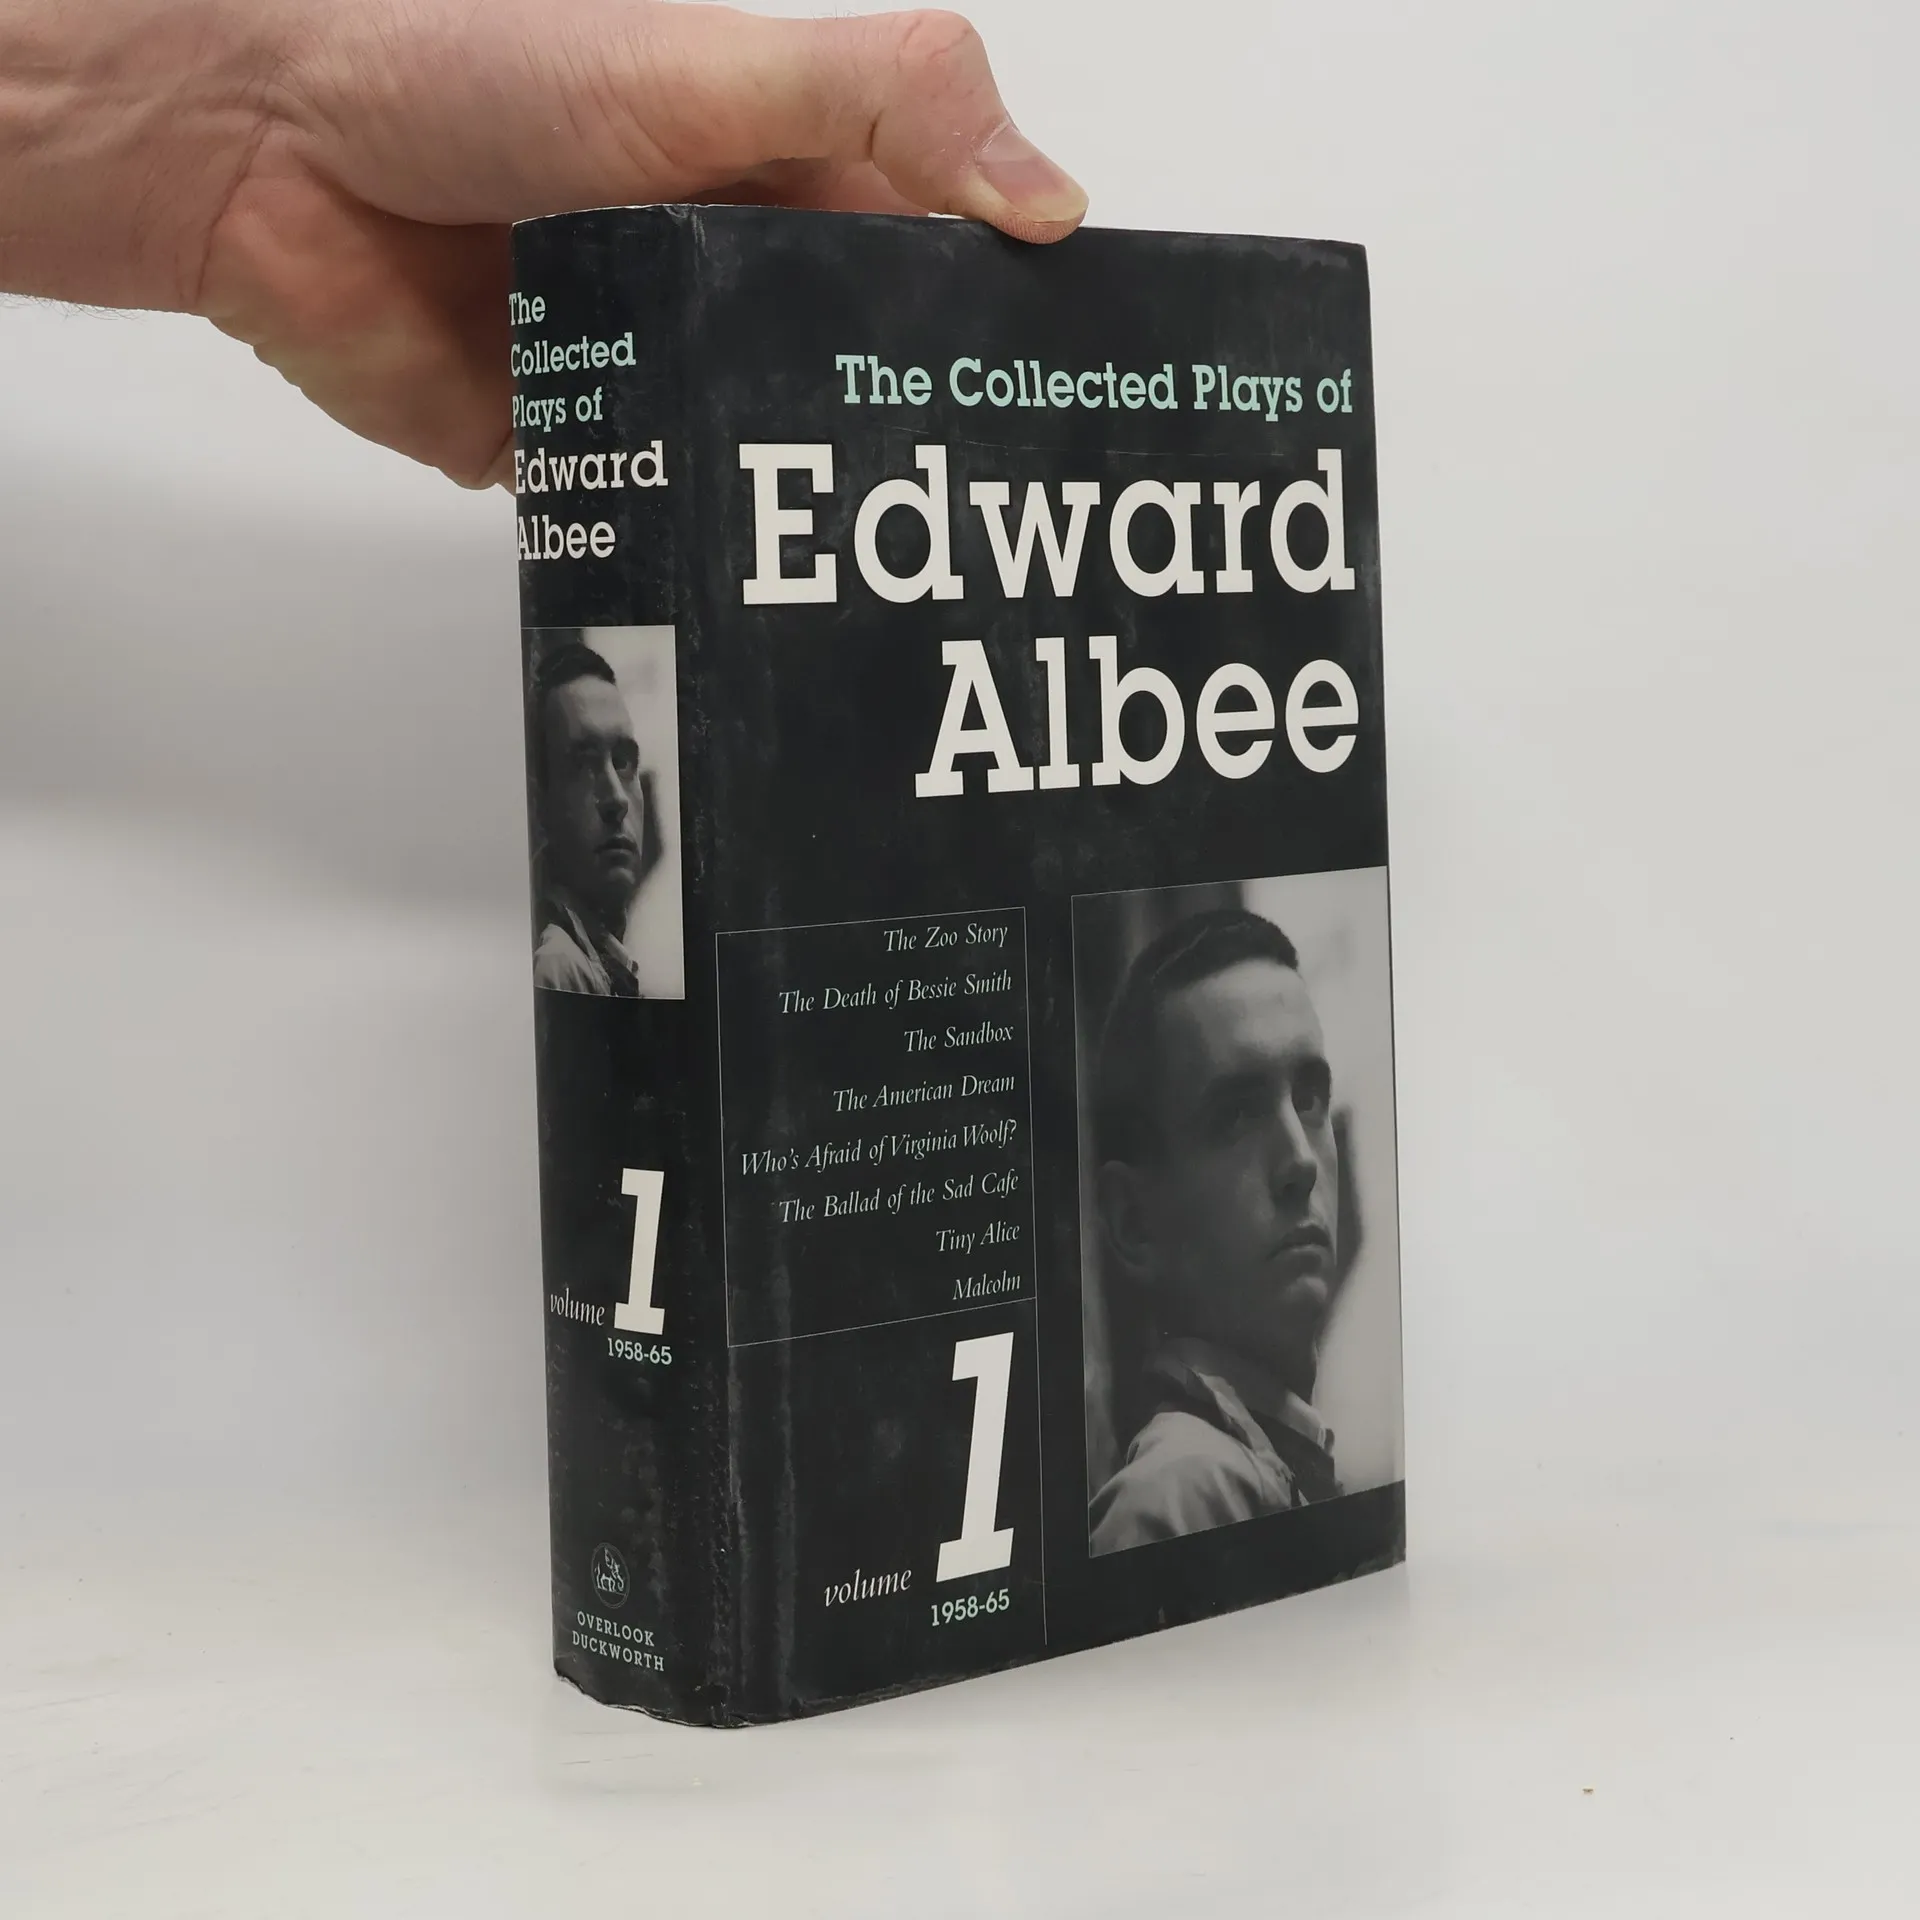 The
Collected
Plays of
Edward
Albee
volume 1
1958-65
OVERLOOK
DUCKWORTH
The Collected Plays of
Edward
Albee
The Zoo Story
The Death of Bessie Smith
The Sandbox
The American Dream
Who's Afraid of Virginia Woolf?
The Ballad of the Sad Cafe
Tiny Alice
Malcolm
volume 1
1958-65